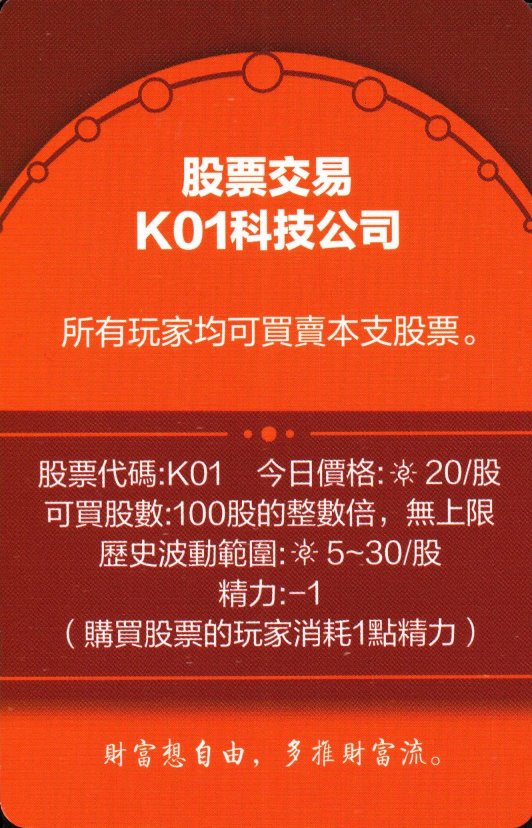 股票交易
K01科技公司
所有玩家均可買賣本支股票。
股票代碼:K01 今日價格: 20/股
可買股數:100股的整數倍，無上限
歷史波動範圍: 5~30/股
精力:-1
（購買股票的玩家消耗1點精力）
財富想自由，多推財富流。